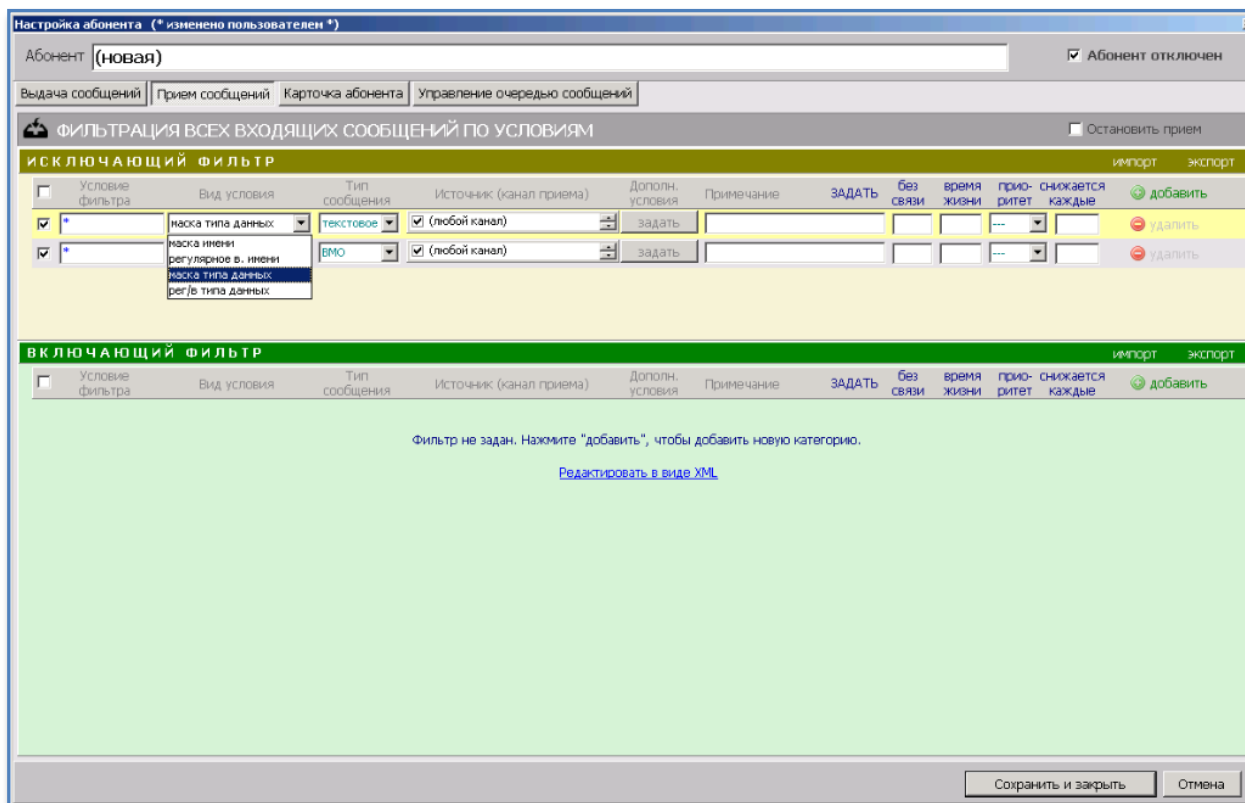 Настройка абонента (* изменено пользователем *)
Абонент (новая) Абонент отключен
Выдача сообщений Прием сообщений Карточка абонента Управление очередью сообщений
ФИЛЬТРАЦИЯ ВСЕХ ВХОДЯЩИХ СООБЩЕНИЙ ПО УСЛОВИЯМ Остановить прием
ИСКЛЮЧАЮЩИЙ ФИЛЬТР импорт экспорт
Условие фильтра Вид условия Тип сообщения Источник (канал приема) Дополн. условия Примечание ЗАДАТЬ без связи время жизни прио- ритет снижается каждые добавить
* маска типа данных текстовое (любой канал) задать --- удалить
* ВМО (любой канал) задать --- удалить
маска имени
регулярное в. имени
маска типа данных
рег/в типа данных
ВКЛЮЧАЮЩИЙ ФИЛЬТР импорт экспорт
Условие фильтра Вид условия Тип сообщения Источник (канал приема) Дополн. условия Примечание ЗАДАТЬ без связи время жизни прио- ритет снижается каждые добавить
Фильтр не задан. Нажмите "добавить", чтобы добавить новую категорию.
Редактировать в виде XML
Сохранить и закрыть Отмена